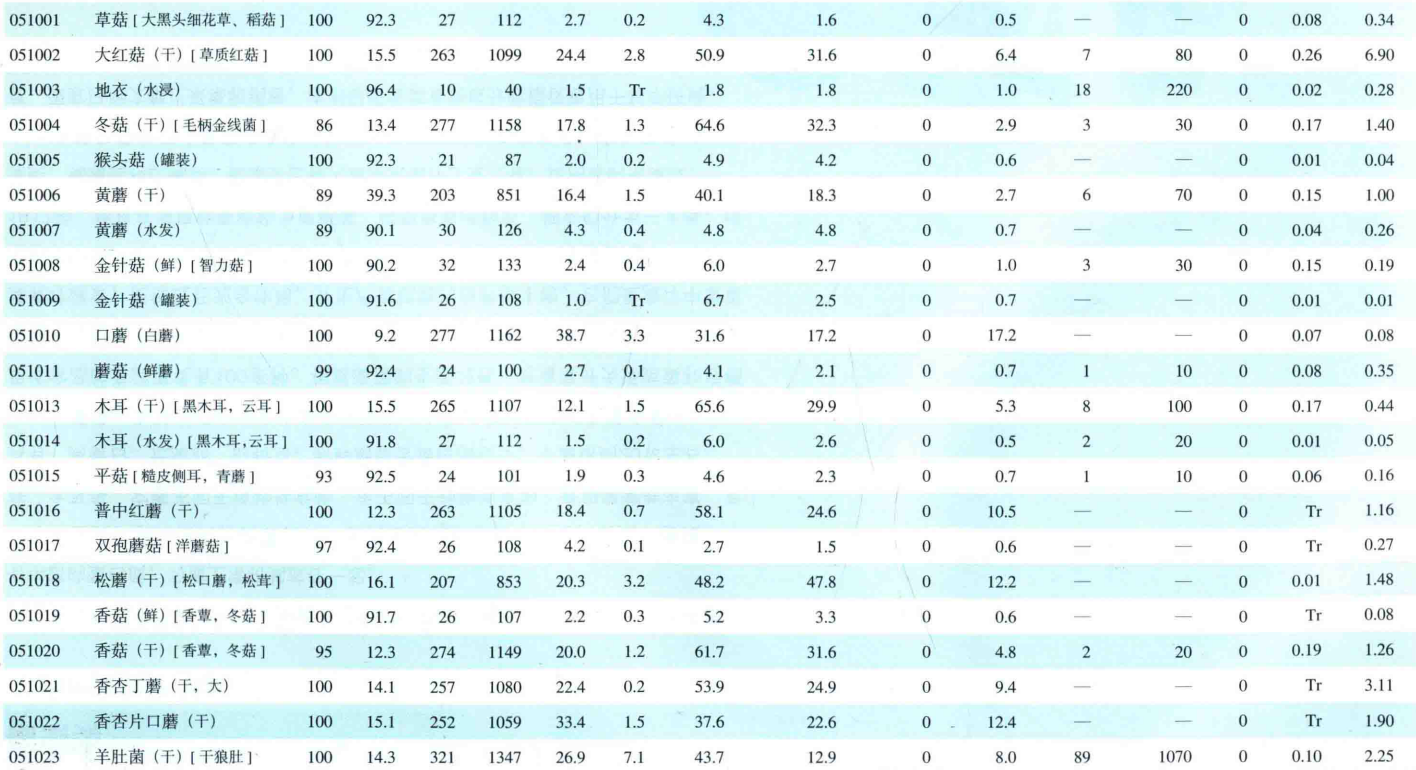 051001 草菇 [ 大黑头细花草、稻菇 ] 100 92.3 27 112 2.7 0.2 4.3 1.6 0 0.5 — — 0 0.08 0.34
051002 大红菇（干）[ 草质红菇 ] 100 15.5 263 1099 24.4 2.8 50.9 31.6 0 6.4 7 80 0 0.26 6.90
051003 地衣（水浸） 100 96.4 10 40 1.5 Tr 1.8 1.8 0 1.0 18 220 0 0.02 0.28
051004 冬菇（干）[ 毛柄金线菌 ] 86 13.4 277 1158 17.8 1.3 64.6 32.3 0 2.9 3 30 0 0.17 1.40
051005 猴头菇（罐装） 100 92.3 21 87 2.0 0.2 4.9 4.2 0 0.6 — — 0 0.01 0.04
051006 黄蘑（干） 89 39.3 203 851 16.4 1.5 40.1 18.3 0 2.7 6 70 0 0.15 1.00
051007 黄蘑（水发） 89 90.1 30 126 4.3 0.4 4.8 4.8 0 0.7 — — 0 0.04 0.26
051008 金针菇（鲜）[ 智力菇 ] 100 90.2 32 133 2.4 0.4 6.0 2.7 0 1.0 3 30 0 0.15 0.19
051009 金针菇（罐装） 100 91.6 26 108 1.0 Tr 6.7 2.5 0 0.7 — — 0 0.01 0.01
051010 口蘑（白蘑） 100 9.2 277 1162 38.7 3.3 31.6 17.2 0 17.2 — — 0 0.07 0.08
051011 蘑菇（鲜蘑） 99 92.4 24 100 2.7 0.1 4.1 2.1 0 0.7 1 10 0 0.08 0.35
051013 木耳（干）[ 黑木耳，云耳 ] 100 15.5 265 1107 12.1 1.5 65.6 29.9 0 5.3 8 100 0 0.17 0.44
051014 木耳（水发）[ 黑木耳,云耳 ] 100 91.8 27 112 1.5 0.2 6.0 2.6 0 0.5 2 20 0 0.01 0.05
051015 平菇 [ 糙皮侧耳，青蘑 ] 93 92.5 24 101 1.9 0.3 4.6 2.3 0 0.7 1 10 0 0.06 0.16
051016 普中红蘑（干） 100 12.3 263 1105 18.4 0.7 58.1 24.6 0 10.5 — — 0 Tr 1.16
051017 双孢蘑菇 [ 洋蘑菇 ] 97 92.4 26 108 4.2 0.1 2.7 1.5 0 0.6 — — 0 Tr 0.27
051018 松蘑（干）[ 松口蘑，松茸 ] 100 16.1 207 853 20.3 3.2 48.2 47.8 0 12.2 — — 0 0.01 1.48
051019 香菇（鲜）[ 香蕈，冬菇 ] 100 91.7 26 107 2.2 0.3 5.2 3.3 0 0.6 — — 0 Tr 0.08
051020 香菇（干）[ 香蕈，冬菇 ] 95 12.3 274 1149 20.0 1.2 61.7 31.6 0 4.8 2 20 0 0.19 1.26
051021 香杏丁蘑（干，大） 100 14.1 257 1080 22.4 0.2 53.9 24.9 0 9.4 — — 0 Tr 3.11
051022 香杏片口蘑（干） 100 15.1 252 1059 33.4 1.5 37.6 22.6 0 12.4 — — 0 Tr 1.90
051023 羊肚菌（干）[ 干狼肚 ] 100 14.3 321 1347 26.9 7.1 43.7 12.9 0 8.0 89 1070 0 0.10 2.25